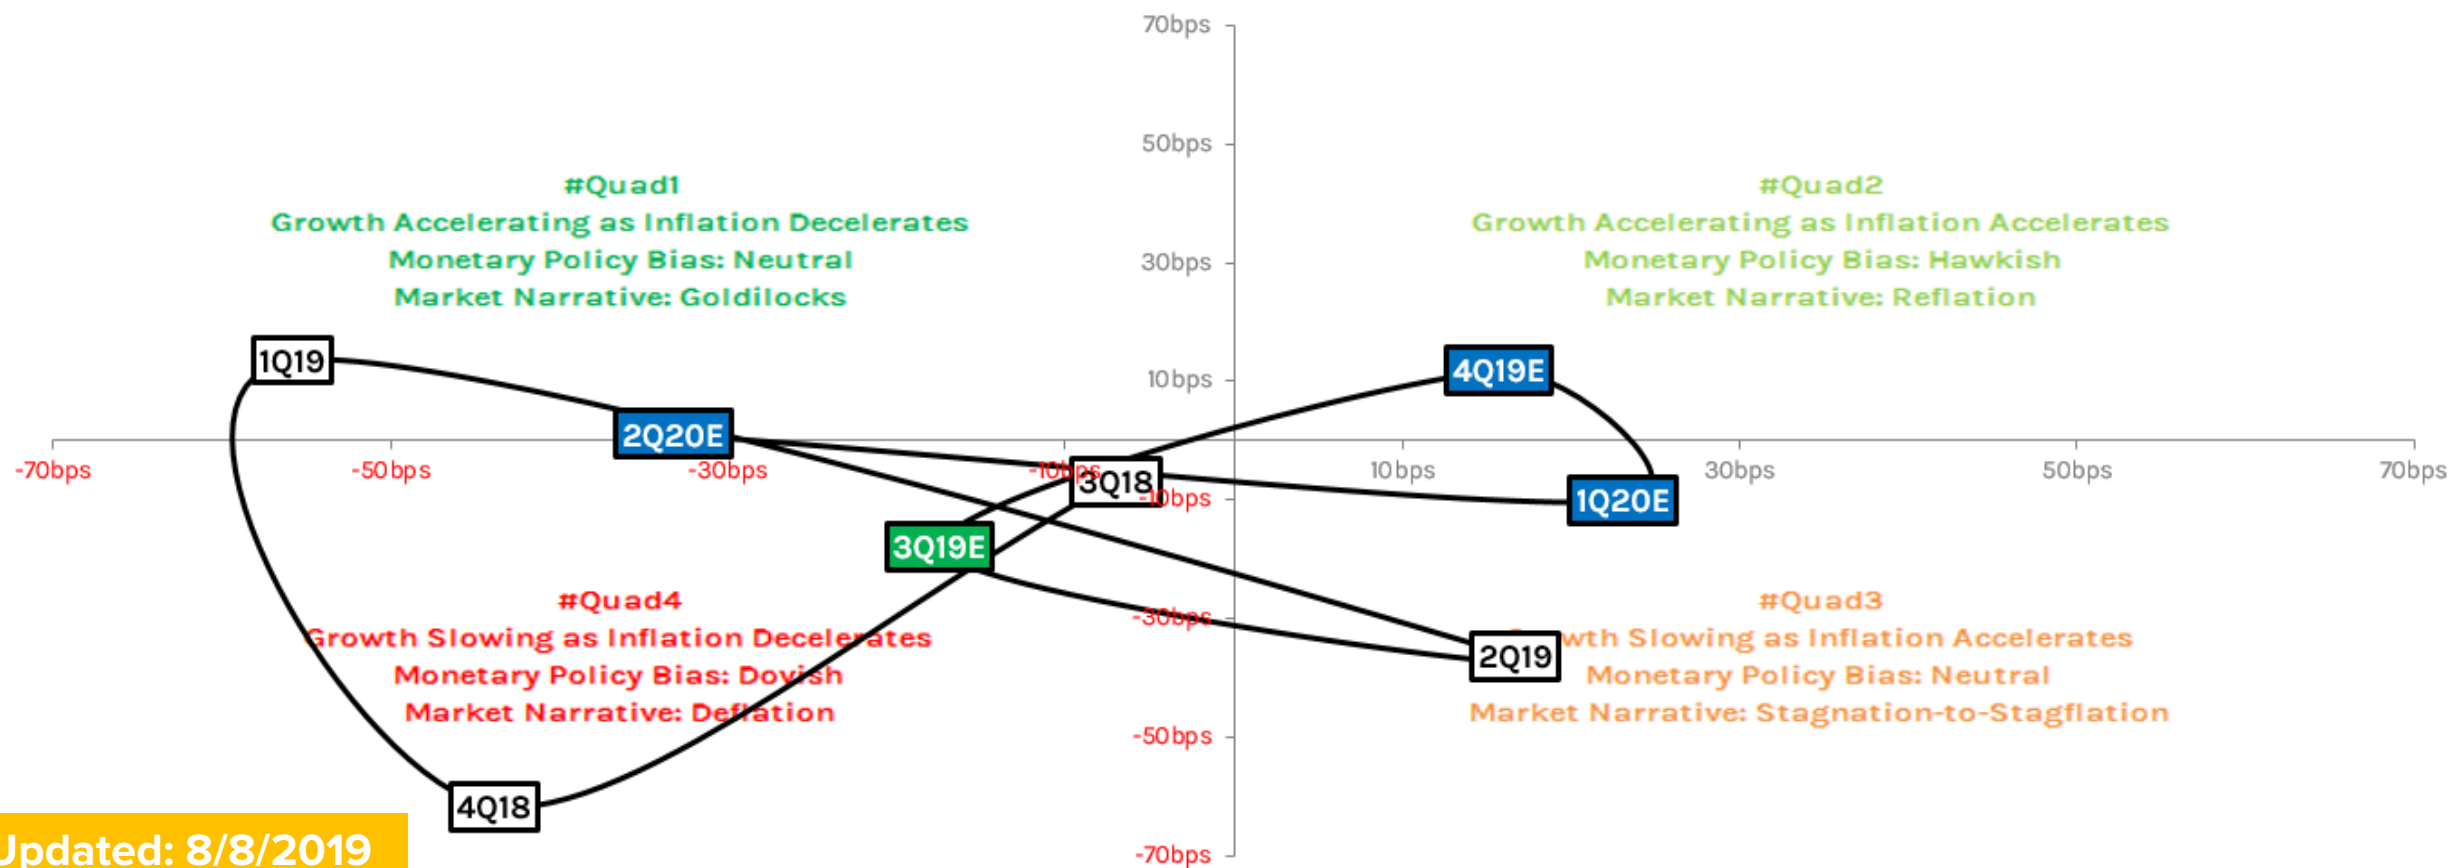 70bps
50bps
#Quad1
#Quad2
Growth Accelerating as Inflation Decelerates
Growth Accelerating as Inflation Accelerates
Monetary Policy Bias: Neutral
30bps
Monetary Policy Bias: Hawkish
Market Narrative: Goldilocks
Market Narrative: Reflation
1Q19
4Q19E
10bps
2Q20E
-70bps
-50bps
-30bps
-10bps
10bps
30bps
50bps
70bps
3Q18
-10bps
1Q20E
3Q19E
#Quad4
#Quad3
-30bps
Growth Slowing as Inflation Decelerates
Growth Slowing as Inflation Accelerates
2Q19
Monetary Policy Bias: Dovish
Monetary Policy Bias: Neutral
Market Narrative: Deflation
Market Narrative: Stagnation-to-Stagflation
-50bps
4Q18
Updated: 8/8/2019
-70bps